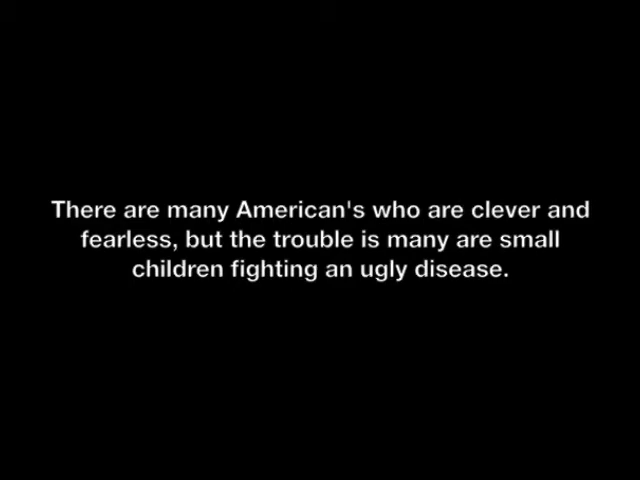 There are many American's who are clever and
fearless, but the trouble is many are small
children fighting an ugly disease.